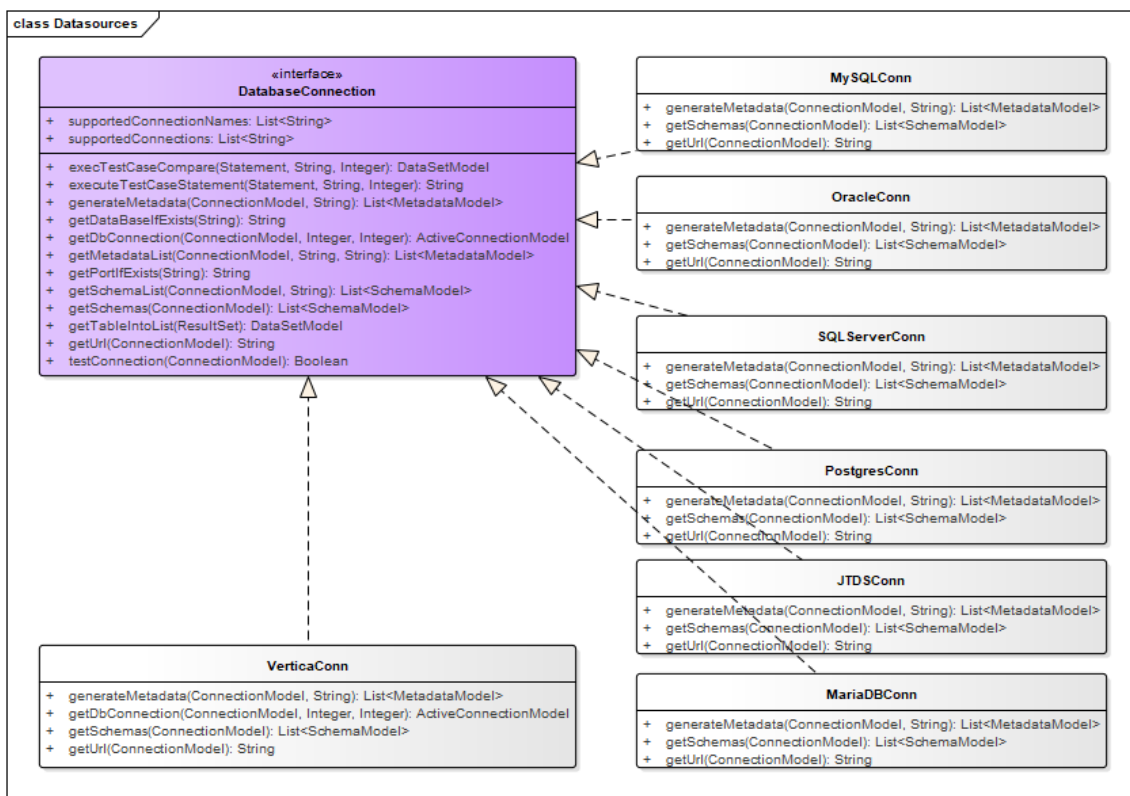 class Datasources
«interface»
DatabaseConnection
+ supportedConnectionNames: List<String>
+ supportedConnections: List<String>
+ execTestCaseCompare(Statement, String, Integer): DataSetModel
+ executeTestCaseStatement(Statement, String, Integer): String
+ generateMetadata(ConnectionModel, String): List<MetadataModel>
+ getDataBaseIfExists(String): String
+ getDbConnection(ConnectionModel, Integer, Integer): ActiveConnectionModel
+ getMetadataList(ConnectionModel, String, String): List<MetadataModel>
+ getPortIfExists(String): String
+ getSchemaList(ConnectionModel, String): List<SchemaModel>
+ getSchemas(ConnectionModel): List<SchemaModel>
+ getTableIntoList(ResultSet): DataSetModel
+ getUrl(ConnectionModel): String
+ testConnection(ConnectionModel): Boolean
MySQLConn
+ generateMetadata(ConnectionModel, String): List<MetadataModel>
+ getSchemas(ConnectionModel): List<SchemaModel>
+ getUrl(ConnectionModel): String
OracleConn
+ generateMetadata(ConnectionModel, String): List<MetadataModel>
+ getSchemas(ConnectionModel): List<SchemaModel>
+ getUrl(ConnectionModel): String
SQLServerConn
+ generateMetadata(ConnectionModel, String): List<MetadataModel>
+ getSchemas(ConnectionModel): List<SchemaModel>
+ getUrl(ConnectionModel): String
PostgresConn
+ generateMetadata(ConnectionModel, String): List<MetadataModel>
+ getSchemas(ConnectionModel): List<SchemaModel>
+ getUrl(ConnectionModel): String
JTDSConn
+ generateMetadata(ConnectionModel, String): List<MetadataModel>
+ getSchemas(ConnectionModel): List<SchemaModel>
+ getUrl(ConnectionModel): String
VerticaConn
+ generateMetadata(ConnectionModel, String): List<MetadataModel>
+ getDbConnection(ConnectionModel, Integer, Integer): ActiveConnectionModel
+ getSchemas(ConnectionModel): List<SchemaModel>
+ getUrl(ConnectionModel): String
MariaDBConn
+ generateMetadata(ConnectionModel, String): List<MetadataModel>
+ getSchemas(ConnectionModel): List<SchemaModel>
+ getUrl(ConnectionModel): String